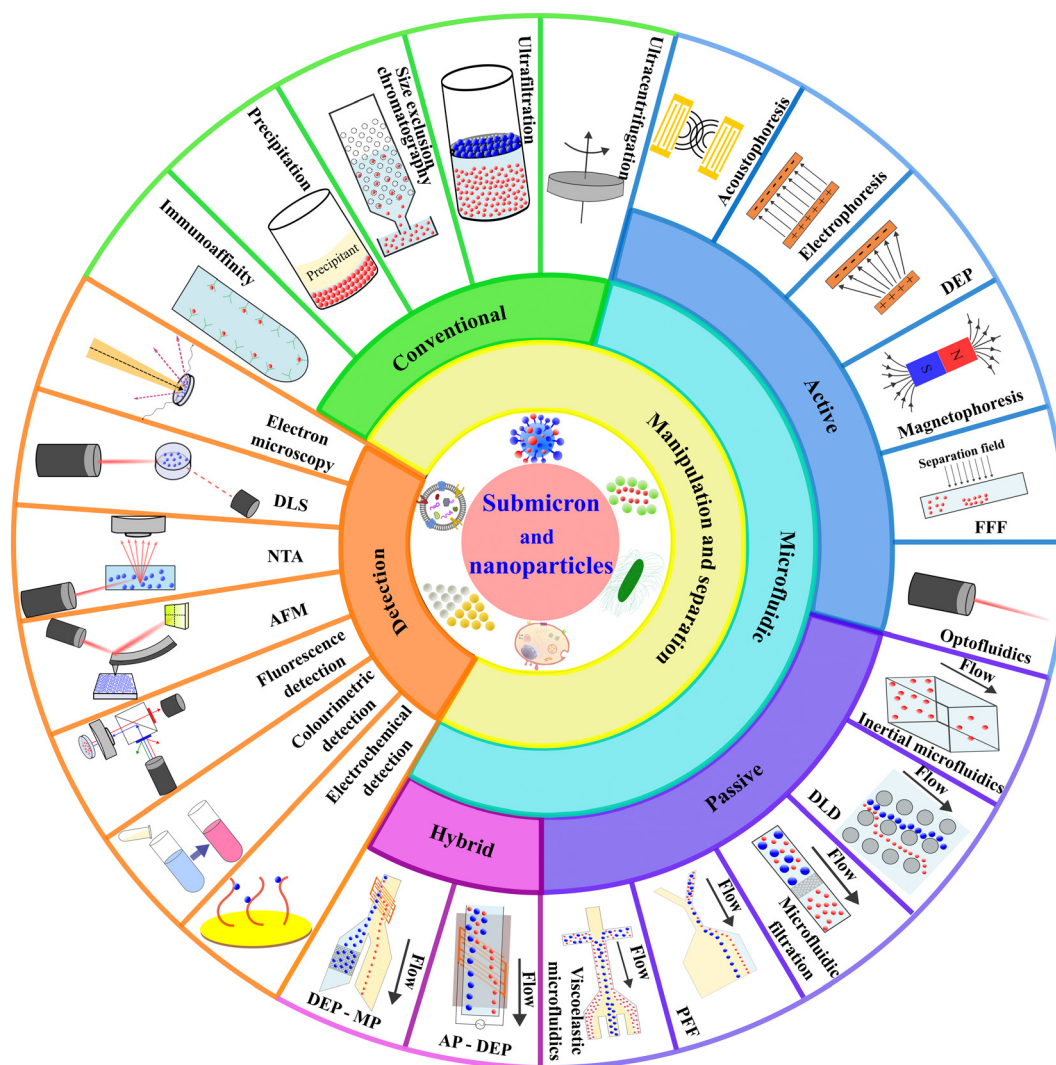 Submicron
and
nanoparticles
Manipulation and separation
Conventional
Ultracentrifugation
Ultrafiltration
Size exclusion
chromatography
Precipitation
Precipitant
Immunoaffinity
Microfluidic
Active
Acoustophoresis
Electrophoresis
DEP
Magnetophoresis
S
N
FFF
Separation field
Optofluidics
Passive
Inertial microfluidics
Flow
DLD
Flow
Microfluidic
filtration
Flow
PFF
Flow
Viscoelastic
microfluidics
Flow
Hybrid
AP - DEP
Flow
DEP - MP
Flow
Detection
Electron
microscopy
DLS
NTA
AFM
Fluorescence
detection
Colourimetric
detection
Electrochemical
detection